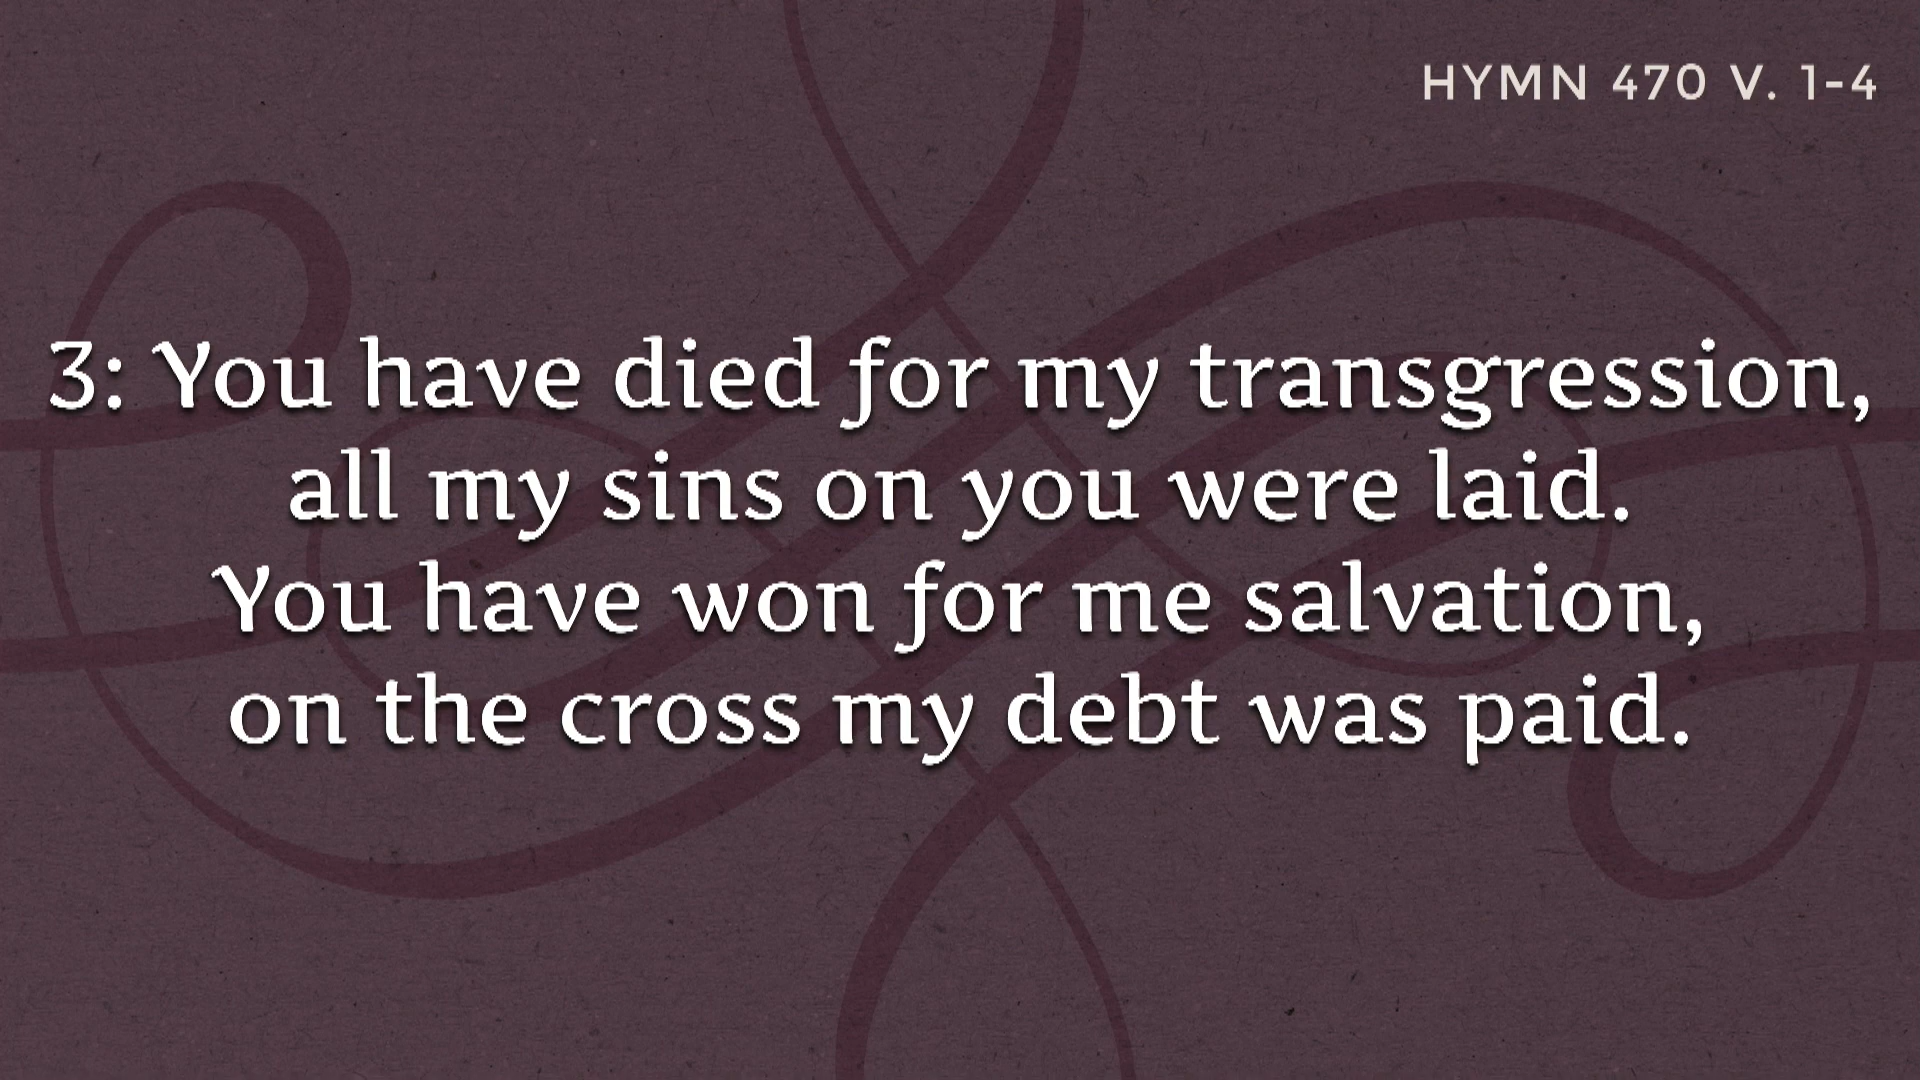 HYMN 470 V. 1-4
3: You have died for my transgression,
all my sins on you were laid.
You have won for me salvation,
on the cross my debt was paid.